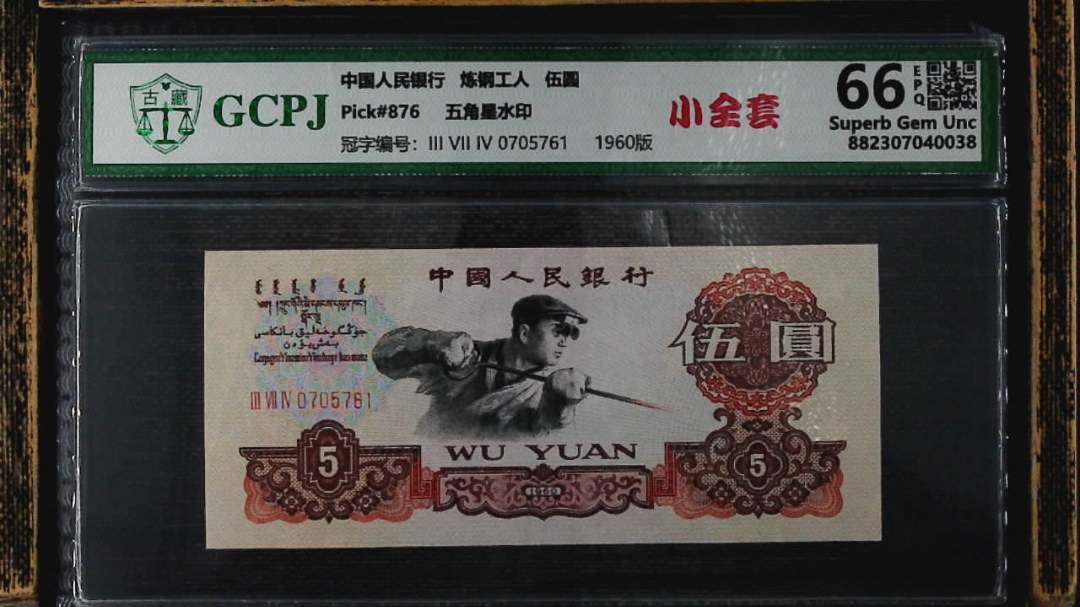 古藏
GCPJ
中国人民银行 炼钢工人 伍圆
Pick#876 五角星水印
冠字编号: III VII IV 0705761 1960版
小全套
66
EPQ
Superb Gem Unc
882307040038
中國人民銀行
伍圓
III VII IV 0705761
WU YUAN
5
5
1960